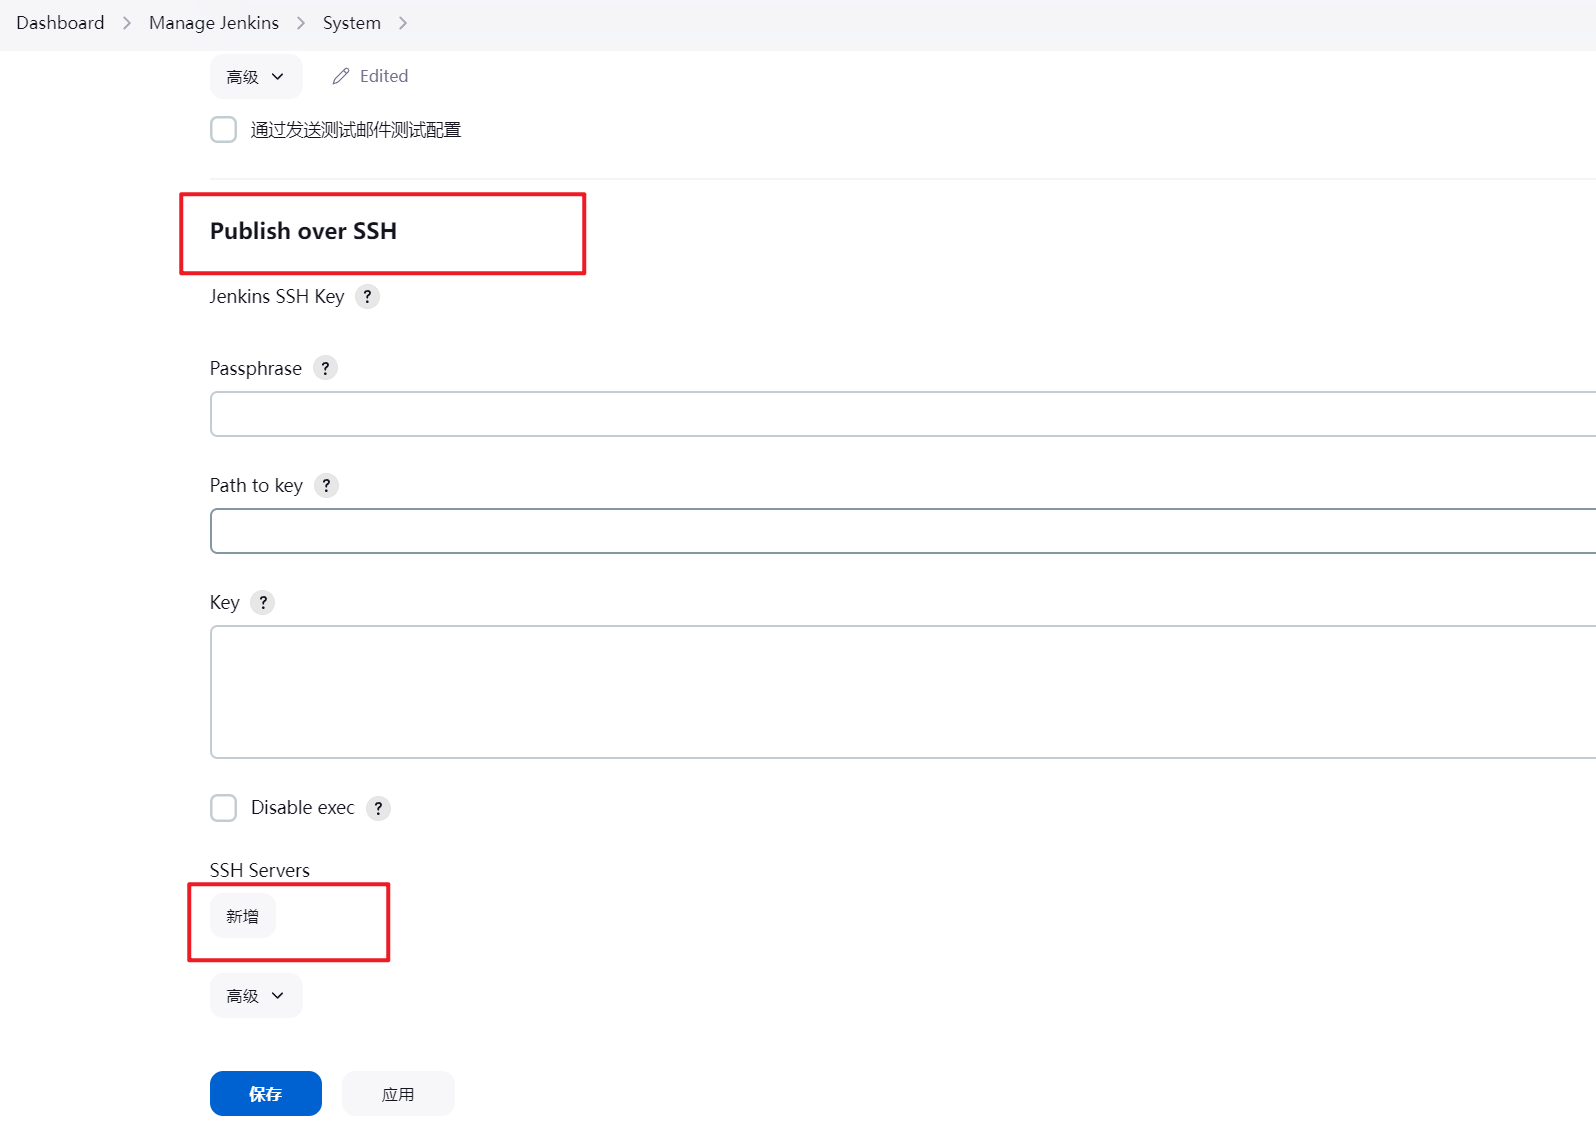 Dashboard > Manage Jenkins > System >
高级 Edited
通过发送测试邮件测试配置
Publish over SSH
Jenkins SSH Key ?
Passphrase ?
Path to key ?
Key ?
Disable exec ?
SSH Servers
新增
高级
保存 应用